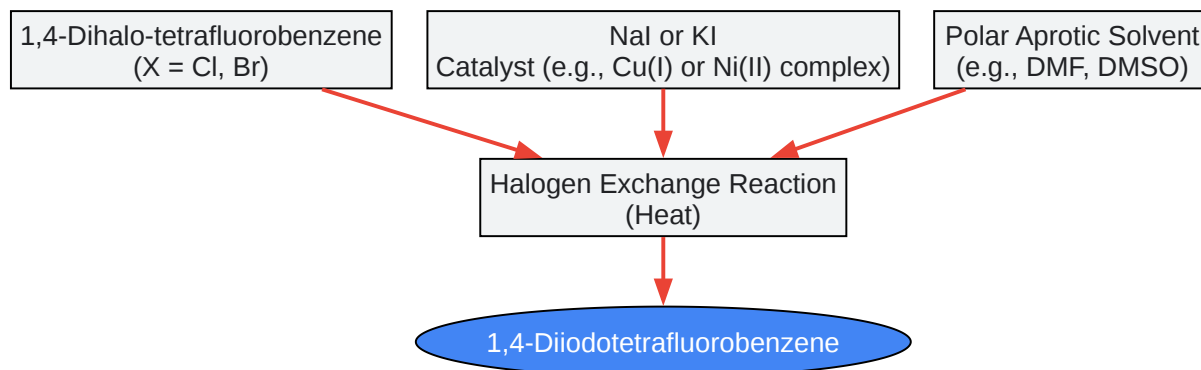 1,4-Dihalo-tetrafluorobenzene
(X = Cl, Br)
NaI or KI
Catalyst (e.g., Cu(I) or Ni(II) complex)
Polar Aprotic Solvent
(e.g., DMF, DMSO)
Halogen Exchange Reaction
(Heat)
1,4-Diiodotetrafluorobenzene